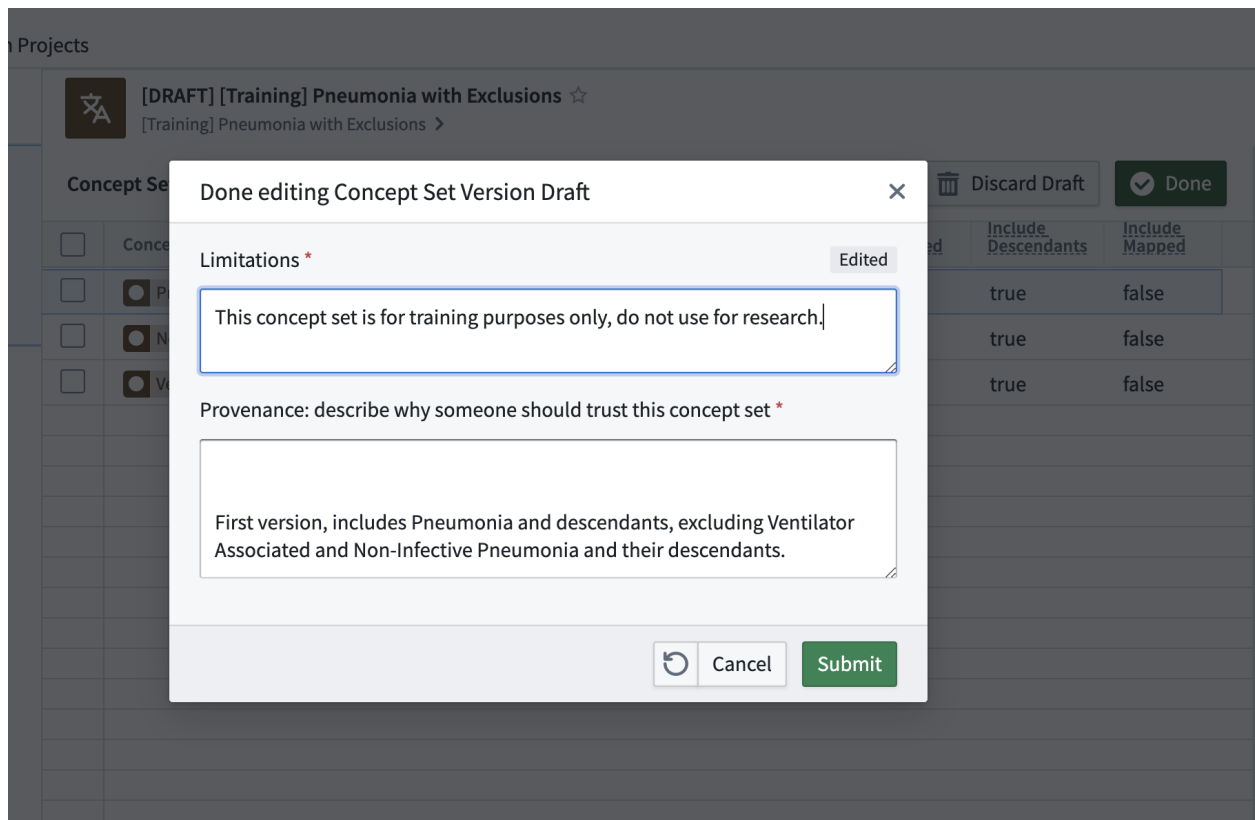 Projects
[DRAFT] [Training] Pneumonia with Exclusions
[Training] Pneumonia with Exclusions
Concept Se
Done editing Concept Set Version Draft
Discard Draft
Done
Conce
Include
Descendants
Include
Mapped
Limitations *
Edited
This concept set is for training purposes only, do not use for research.
true
false
true
false
true
false
Provenance: describe why someone should trust this concept set *
First version, includes Pneumonia and descendants, excluding Ventilator
Associated and Non-Infective Pneumonia and their descendants.
Cancel
Submit